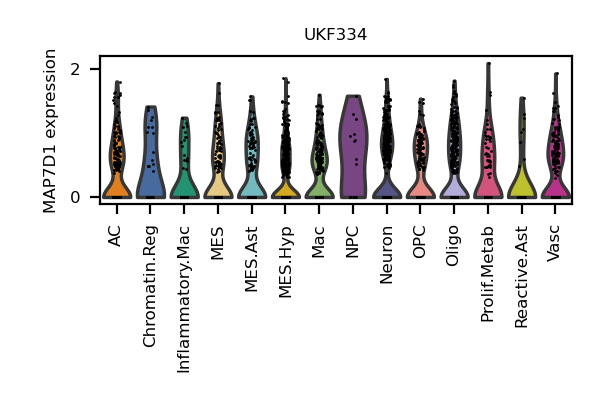 UKF334
MAP7D1 expression
2
0
AC
Chromatin.Reg
Inflammatory.Mac
MES
MES.Ast
MES.Hyp
Mac
NPC
Neuron
OPC
Oligo
Prolif.Metab
Reactive.Ast
Vasc